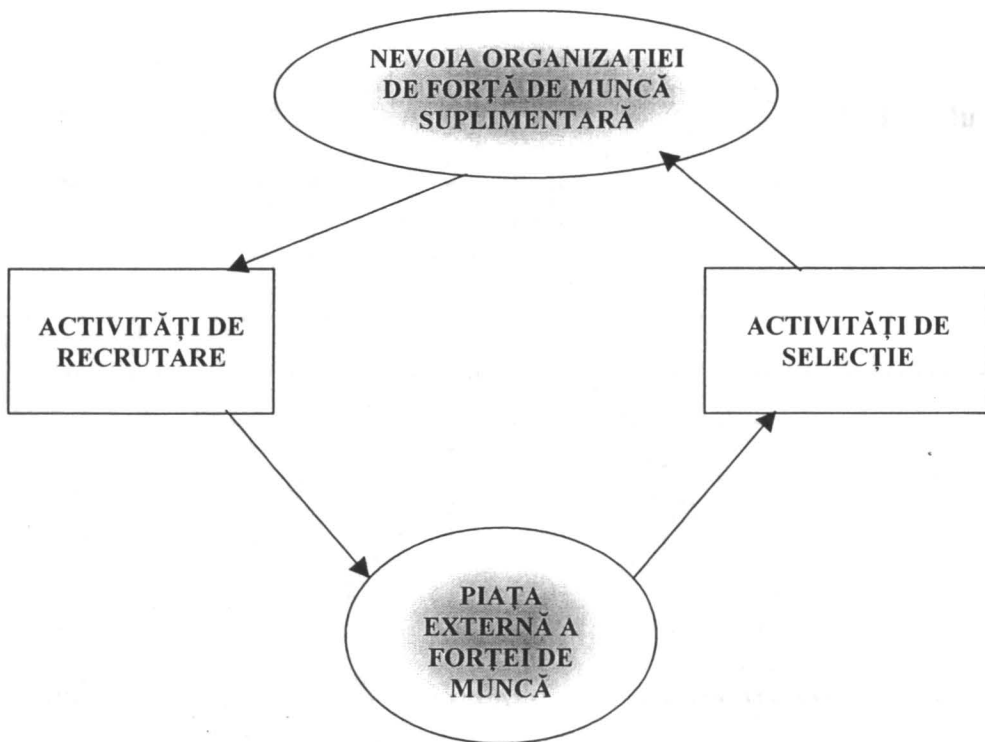 NEVOIA ORGANIZAȚIEI
DE FORȚĂ DE MUNCĂ
SUPLIMENTARĂ
ACTIVITĂȚI DE
RECRUTARE
ACTIVITĂȚI DE
SELECȚIE
PIAȚA
EXTERNĂ A
FORȚEI DE
MUNCĂ